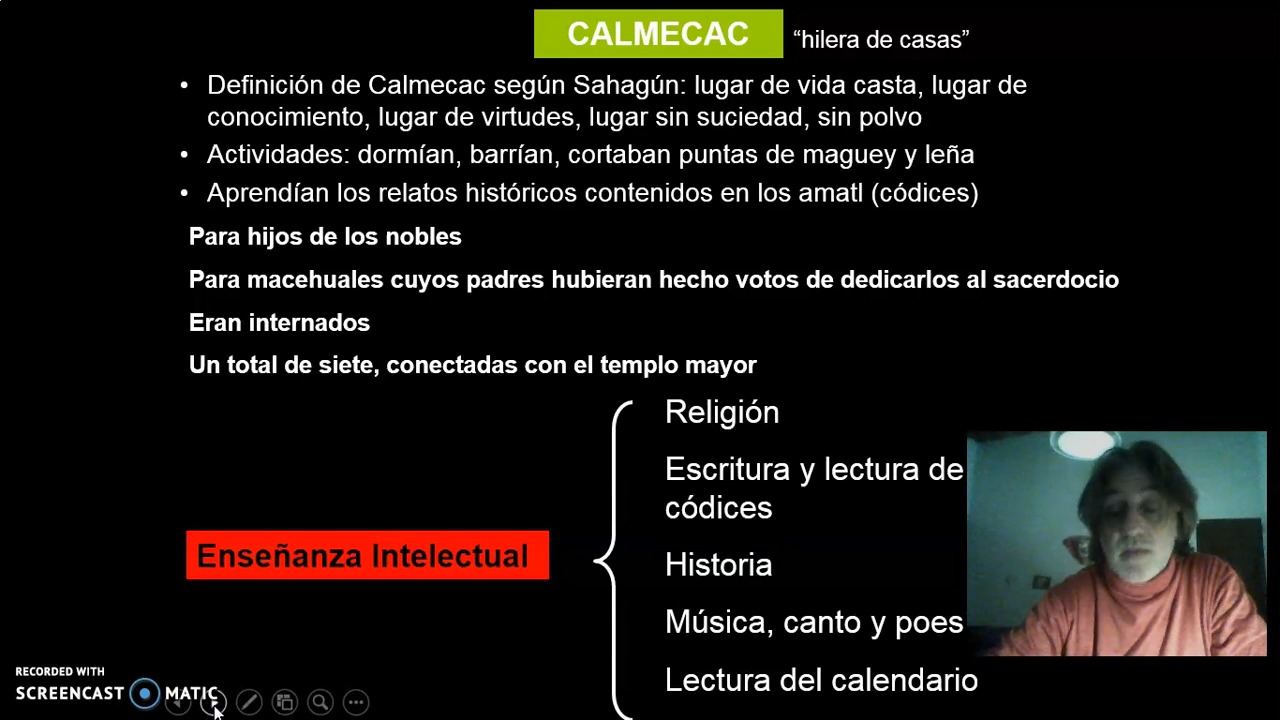 CALMECAC “hilera de casas”
• Definición de Calmecac según Sahagún: lugar de vida casta, lugar de
conocimiento, lugar de virtudes, lugar sin suciedad, sin polvo
• Actividades: dormían, barrían, cortaban puntas de maguey y leña
• Aprendían los relatos históricos contenidos en los amatl (códices)
Para hijos de los nobles
Para macehuales cuyos padres hubieran hecho votos de dedicarlos al sacerdocio
Eran internados
Un total de siete, conectadas con el templo mayor
Religión
Escritura y lectura de
códices
Enseñanza Intelectual
Historia
Música, canto y poes
Lectura del calendario
RECORDED WITH
SCREENCAST MATIC